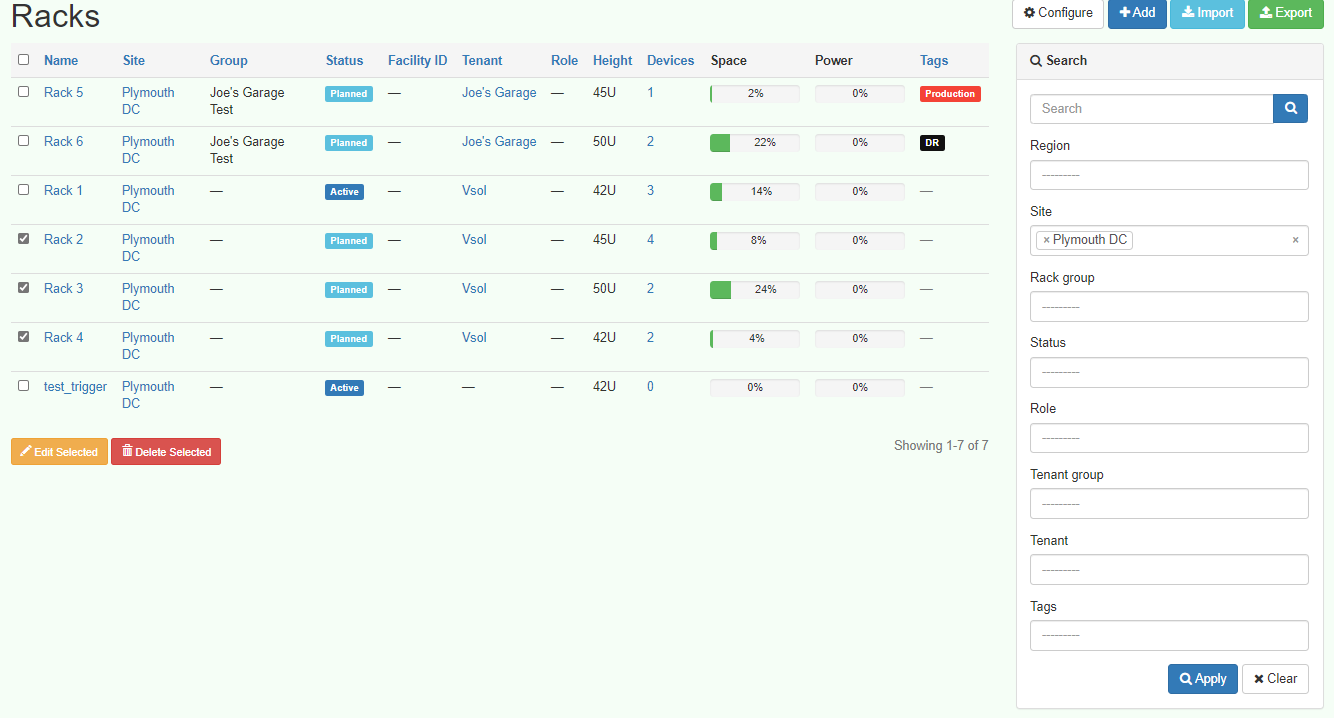 Racks
Configure Add Import Export
Name Site Group Status Facility ID Tenant Role Height Devices Space Power Tags
Rack 5 Plymouth DC Joe's Garage Test Planned — Joe's Garage — 45U 1 2% 0% Production
Rack 6 Plymouth DC Joe's Garage Test Planned — Joe's Garage — 50U 2 22% 0% DR
Rack 1 Plymouth DC — Active — Vsol — 42U 3 14% 0% —
Rack 2 Plymouth DC — Planned — Vsol — 45U 4 8% 0% —
Rack 3 Plymouth DC — Planned — Vsol — 50U 2 24% 0% —
Rack 4 Plymouth DC — Planned — Vsol — 42U 2 4% 0% —
test_trigger Plymouth DC — Active — — — 42U 0 0% 0% —
Edit Selected Delete Selected
Showing 1-7 of 7
Search
Search
Region
---------
Site
× Plymouth DC ×
Rack group
---------
Status
---------
Role
---------
Tenant group
---------
Tenant
---------
Tags
---------
Apply Clear